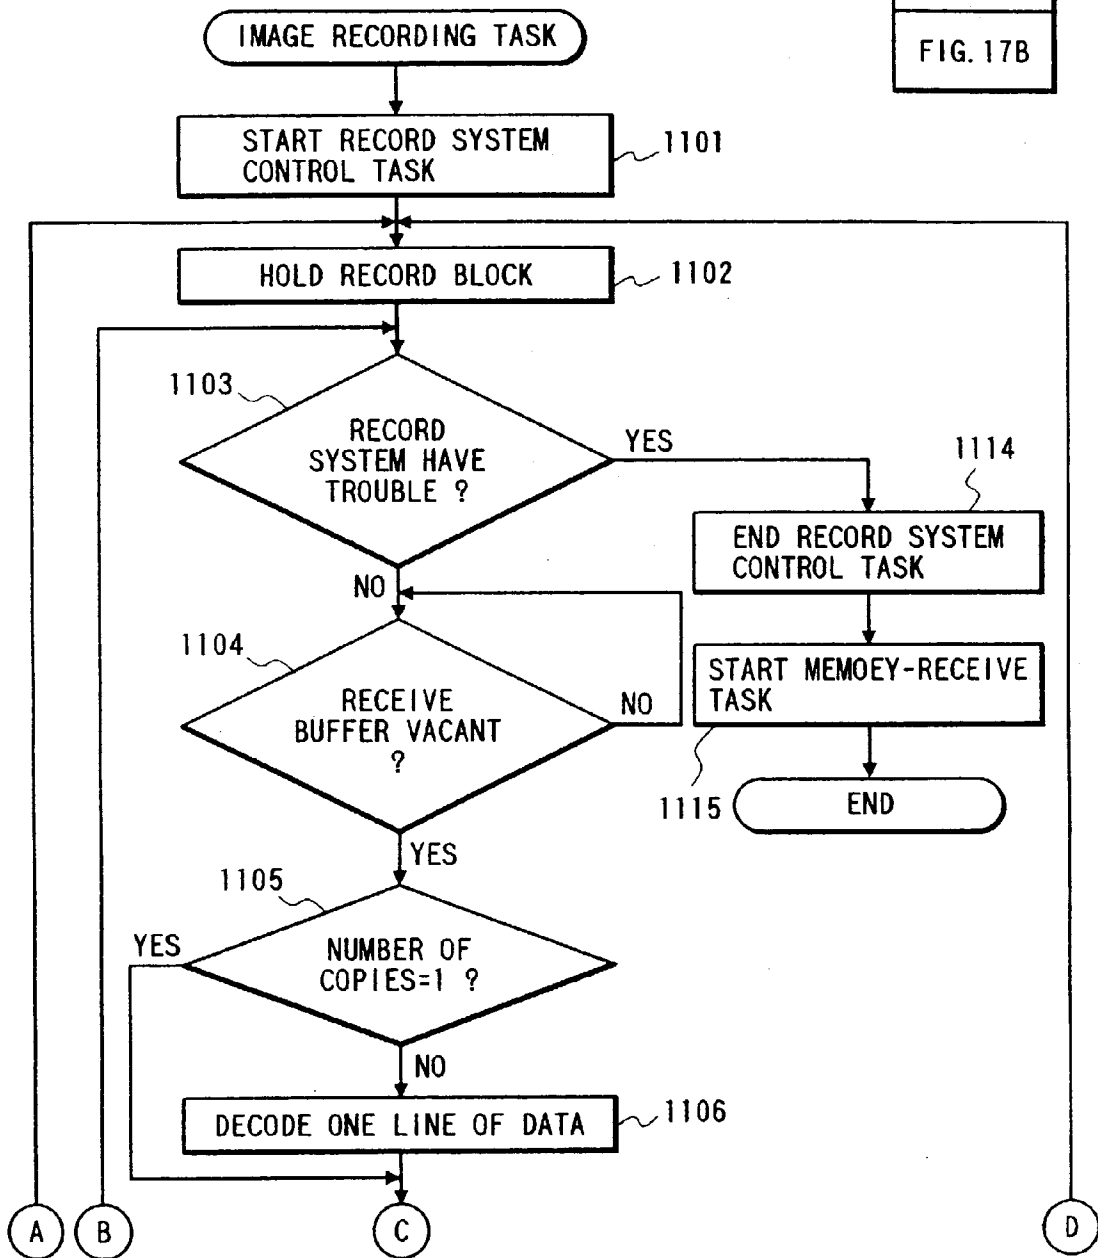 FIG. 17B
IMAGE RECORDING TASK
START RECORD SYSTEM
CONTROL TASK
1101
HOLD RECORD BLOCK
1102
1103
RECORD
SYSTEM HAVE
TROUBLE ?
YES
NO
1114
END RECORD SYSTEM
CONTROL TASK
START MEMOEY-RECEIVE
TASK
1115
END
1104
RECEIVE
BUFFER VACANT
?
NO
YES
1105
YES
NUMBER OF
COPIES=1 ?
NO
DECODE ONE LINE OF DATA
1106
A
B
C
D